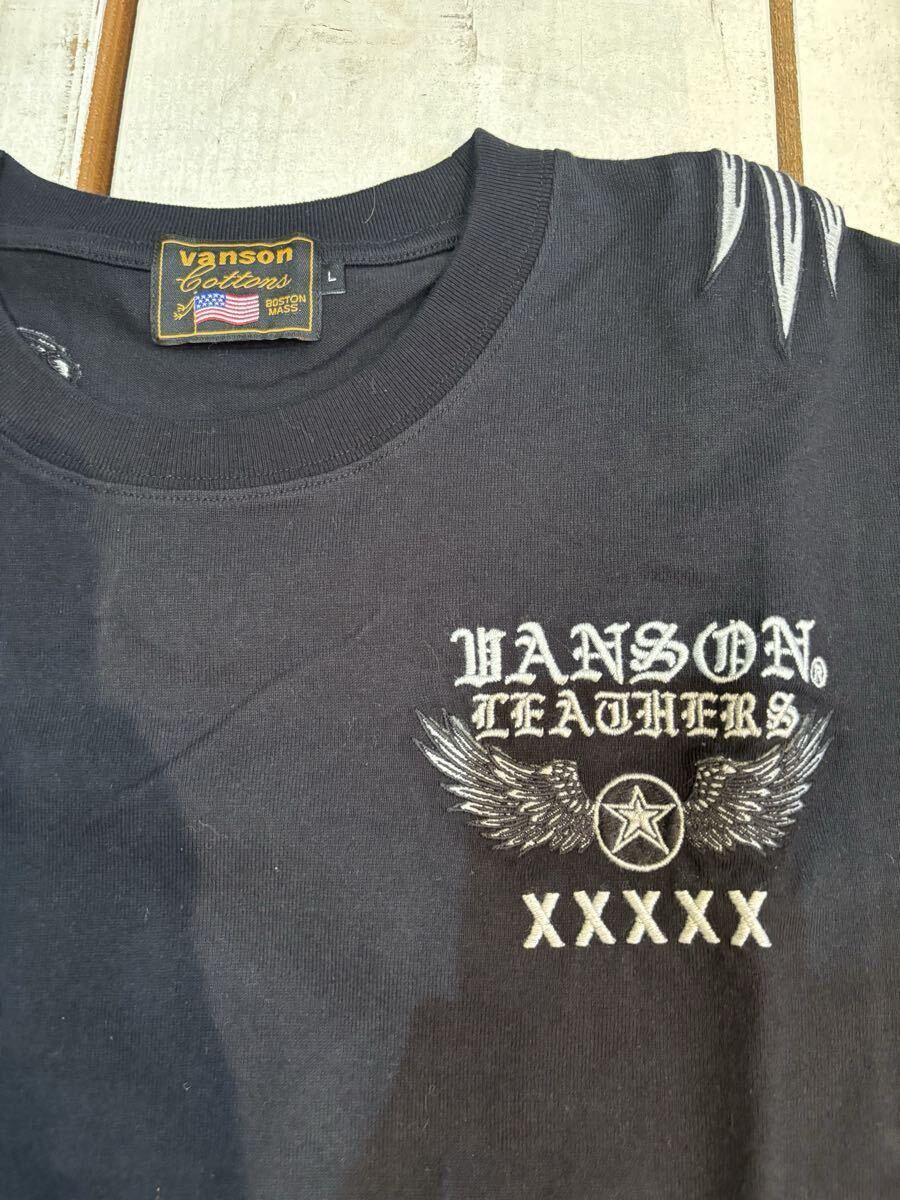 vanson
Cottons
BOSTON
MASS.
L
VANSON®
LEATHERS
XXXXX